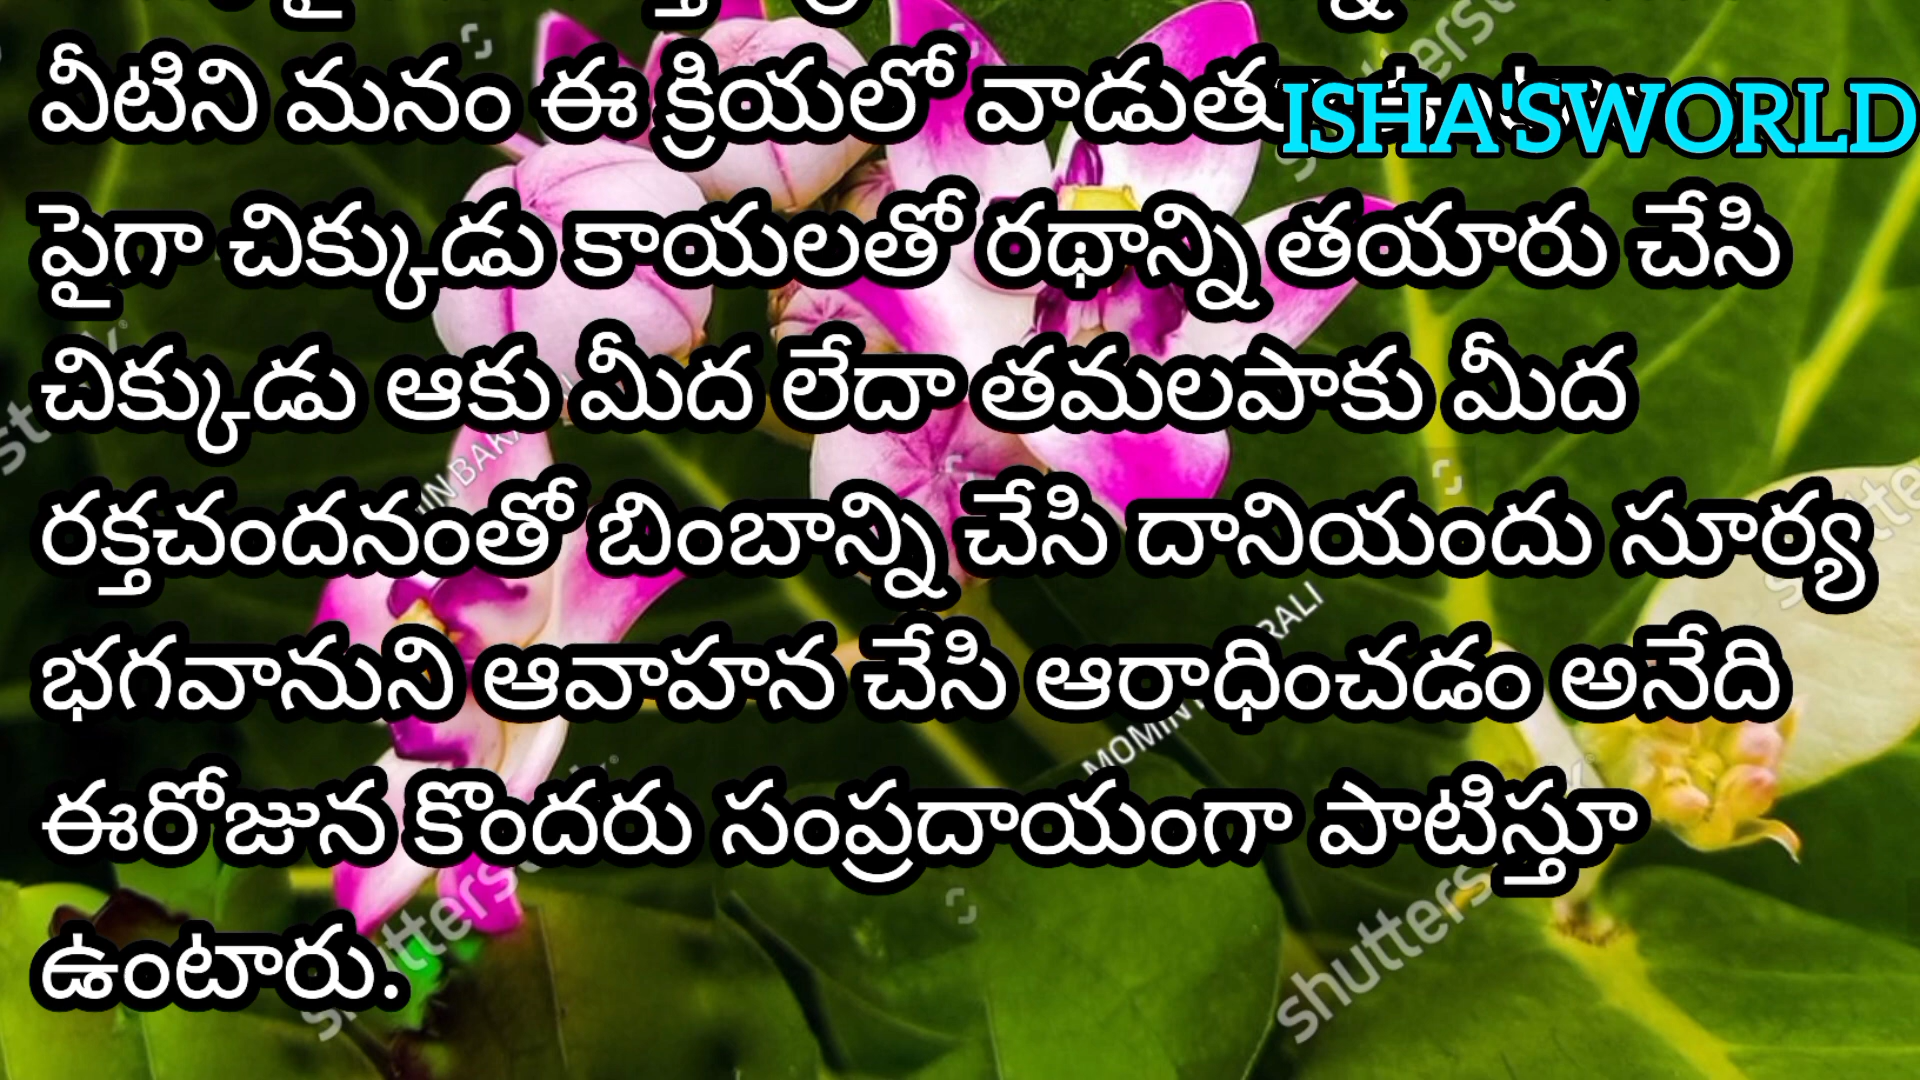 వీటిని మనం ఈ క్రియలో
ISHA'SWORLD
పైగా చిక్కుడు కాయలతో రథాన్ని తయారు చేసి
చిక్కుడు ఆకు మీద లేదా తమలపాకు మీద
రక్తచందనంతో బింబాన్ని చేసి దానియందు సూర్య
భగవానుని ఆవాహన చేసి ఆరాధించడం అనేది
ఈరోజున కొందరు సంప్రదాయంగా పాటిస్తూ
ఉంటారు.
shutters